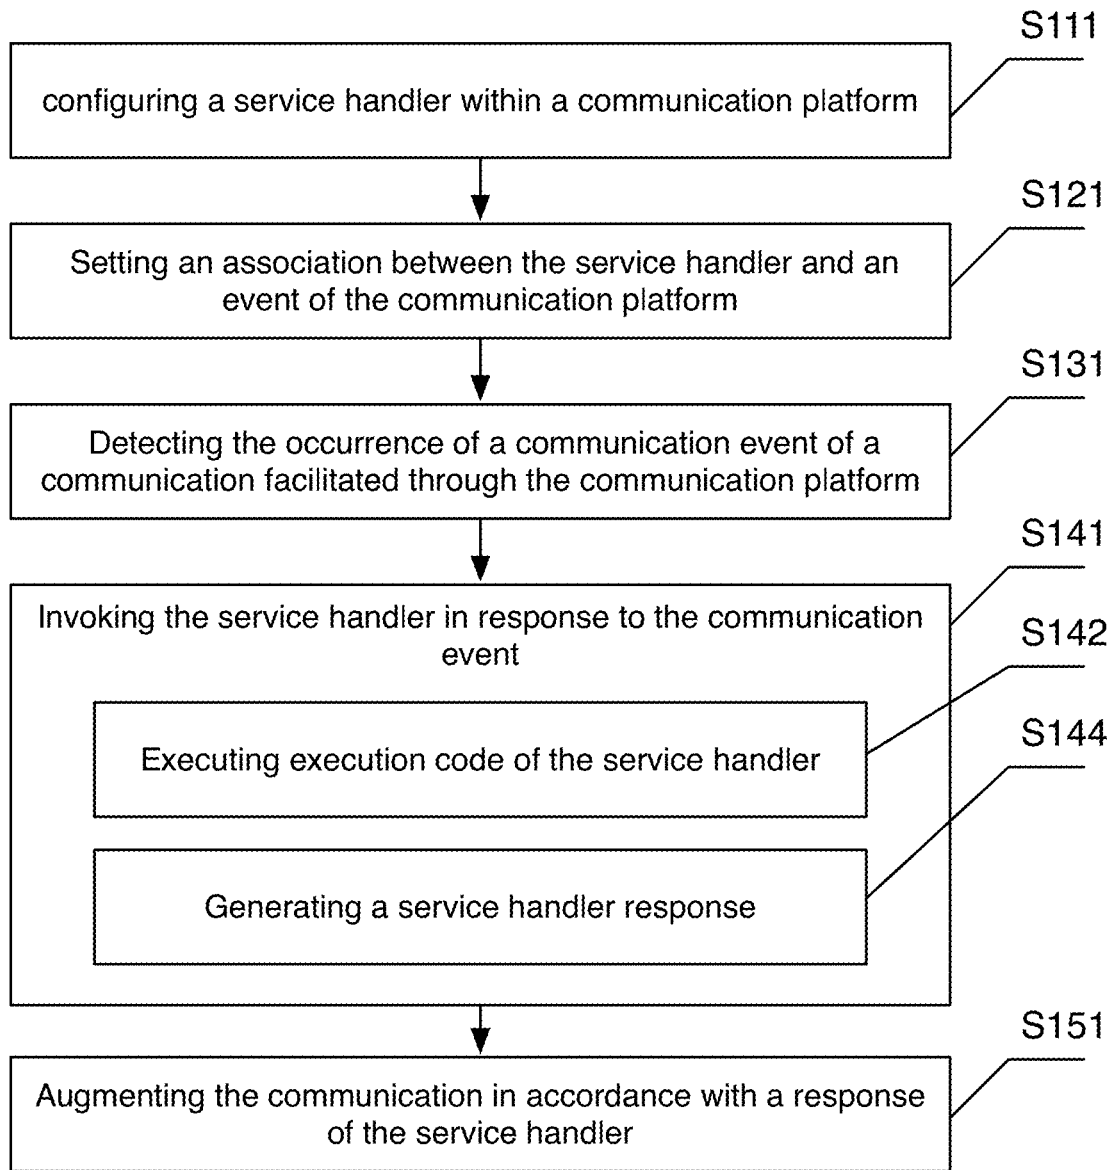 S111
configuring a service handler within a communication platform
S121
Setting an association between the service handler and an
event of the communication platform
S131
Detecting the occurrence of a communication event of a
communication facilitated through the communication platform
S141
Invoking the service handler in response to the communication
event
S142
Executing execution code of the service handler
S144
Generating a service handler response
S151
Augmenting the communication in accordance with a response
of the service handler